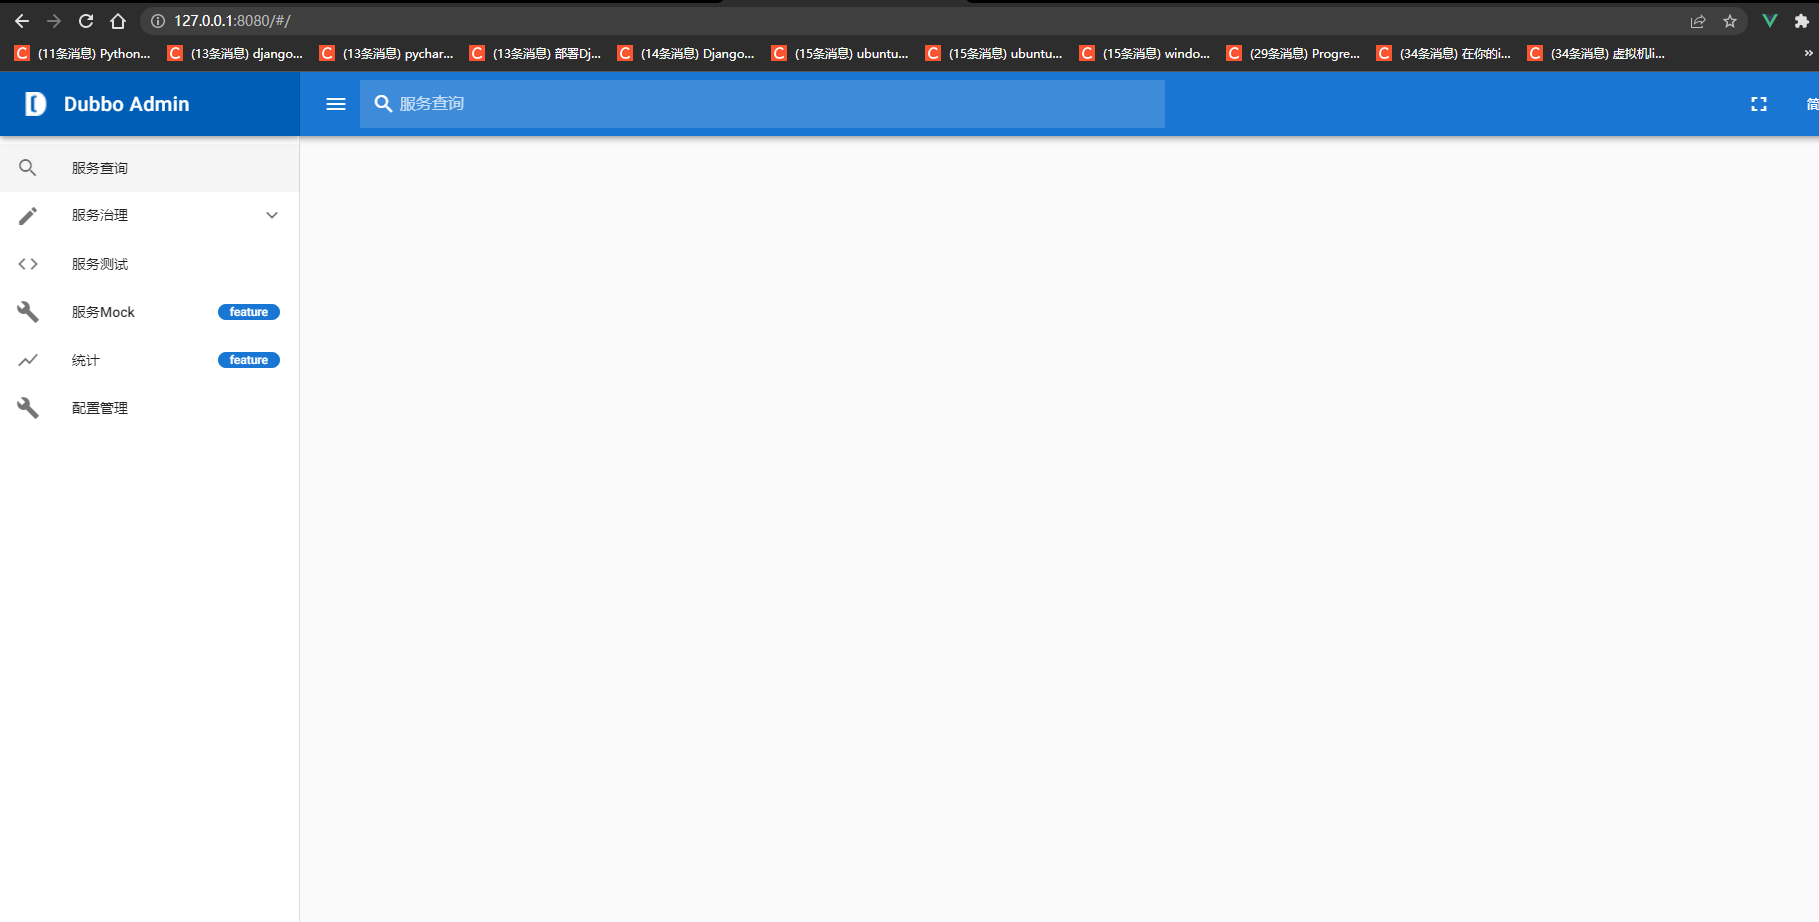 127.0.0.1:8080/#/
(11条消息) Python... (13条消息) django... (13条消息) pychar... (13条消息) 部署Dj... (14条消息) Django... (15条消息) ubuntu... (15条消息) ubuntu... (15条消息) windo... (29条消息) Progre... (34条消息) 在你的i... (34条消息) 虚拟机li... »
Dubbo Admin
服务查询
简
服务查询
服务治理
服务测试
服务Mock feature
统计 feature
配置管理